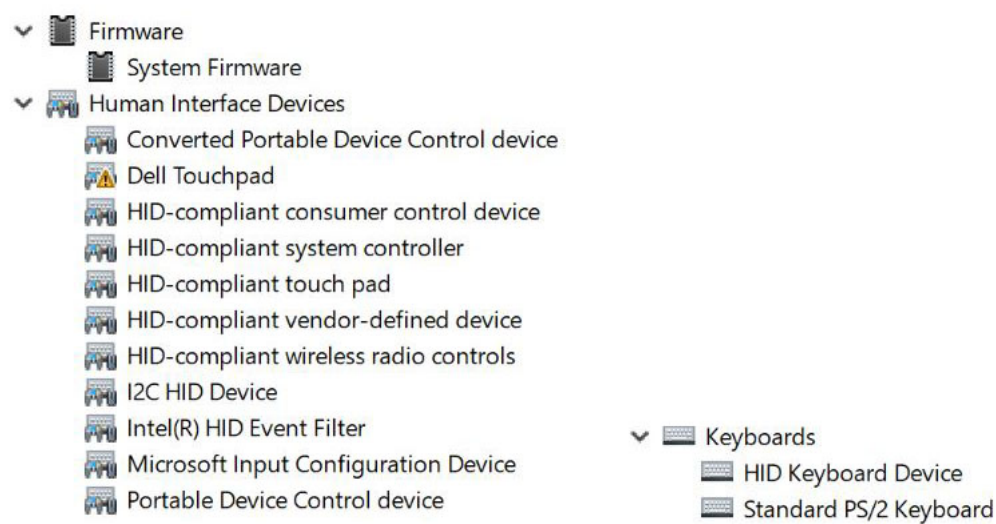 Firmware
System Firmware
Human Interface Devices
Converted Portable Device Control device
Dell Touchpad
HID-compliant consumer control device
HID-compliant system controller
HID-compliant touch pad
HID-compliant vendor-defined device
HID-compliant wireless radio controls
I2C HID Device
Intel(R) HID Event Filter
Microsoft Input Configuration Device
Portable Device Control device
Keyboards
HID Keyboard Device
Standard PS/2 Keyboard